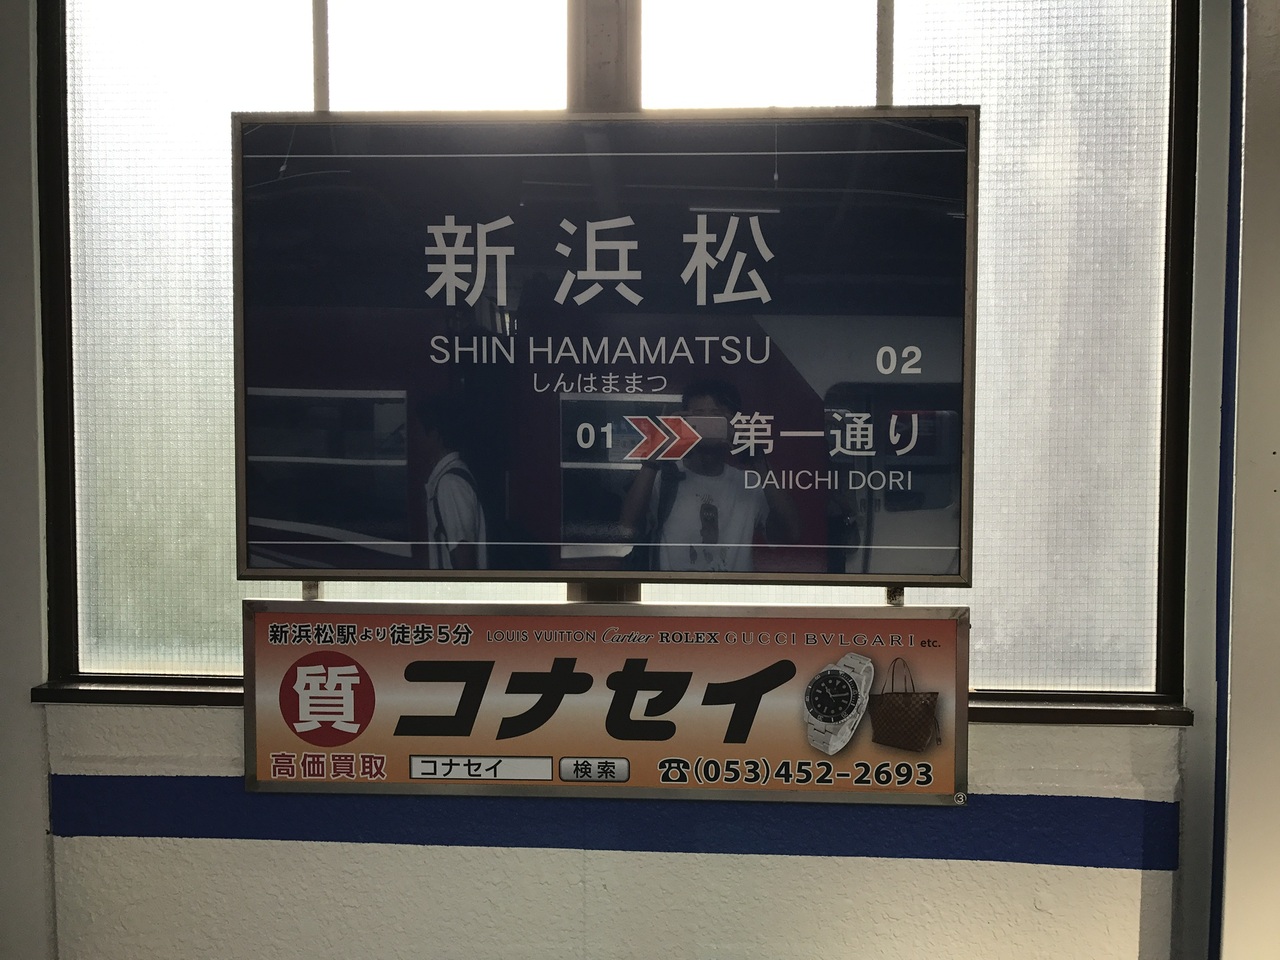 新浜松
SHIN HAMAMATSU
しんはままつ
02
01 第一通り
DAIICHI DORI
新浜松駅より徒歩5分 LOUIS VUITTON Cartier ROLEX GUCCI BVLGARI etc.
質 コナセイ
高価買取 コナセイ 検索 ☎(053)452-2693
③